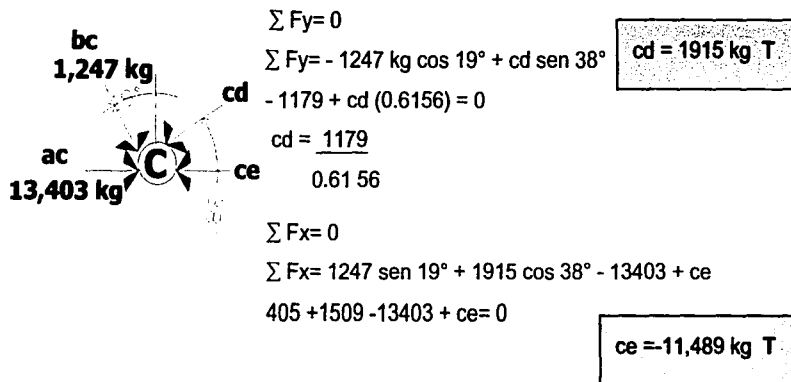 bc
1,247 kg
cd
ac
C
ce
13,403 kg
∑ Fy= 0
∑ Fy= - 1247 kg cos 19° + cd sen 38°
- 1179 + cd (0.6156) = 0
cd = 1179
0.61 56
cd = 1915 kg T
∑ Fx= 0
∑ Fx= 1247 sen 19° + 1915 cos 38° - 13403 + ce
405 +1509 -13403 + ce= 0
ce =-11,489 kg T